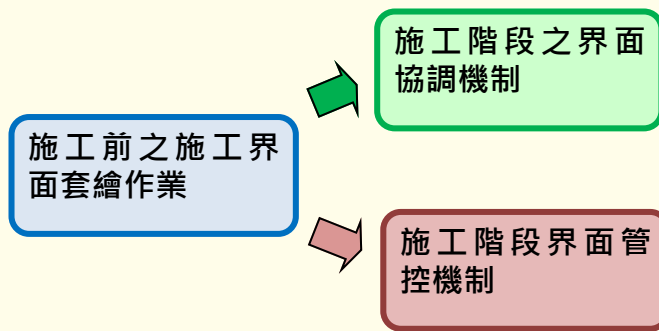 施工階段之界面
協調機制
施工前之施工界
面套繪作業
施工階段界面管
控機制